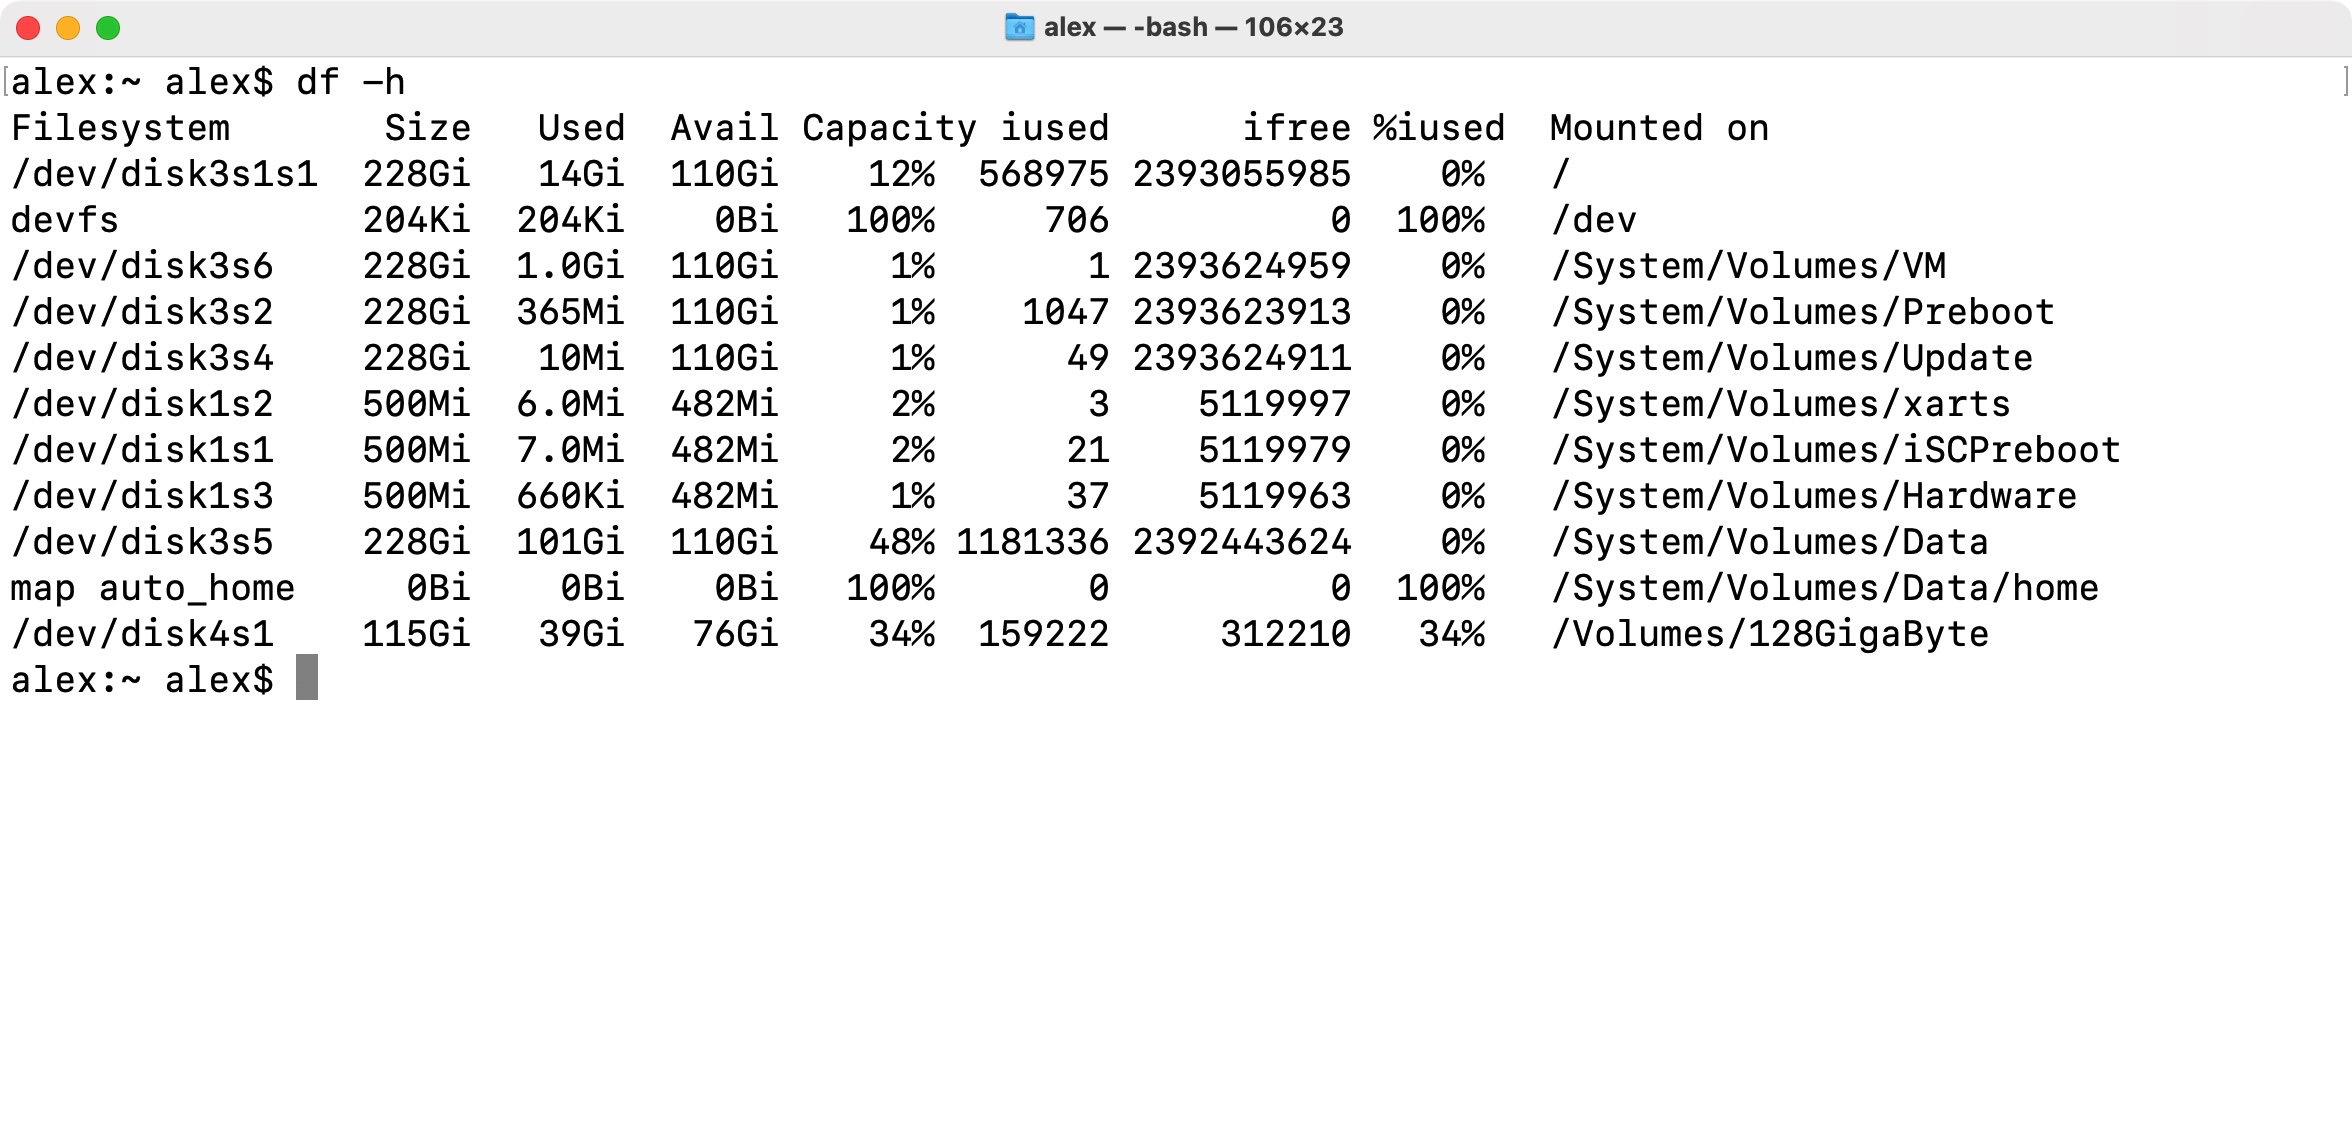 alex — -bash — 106×23
alex:~ alex$ df -h
Filesystem       Size   Used  Avail Capacity iused      ifree %iused  Mounted on
/dev/disk3s1s1  228Gi   14Gi  110Gi    12%  568975 2393055985    0%   /
devfs           204Ki  204Ki    0Bi   100%     706          0  100%   /dev
/dev/disk3s6    228Gi  1.0Gi  110Gi     1%       1 2393624959    0%   /System/Volumes/VM
/dev/disk3s2    228Gi  365Mi  110Gi     1%    1047 2393623913    0%   /System/Volumes/Preboot
/dev/disk3s4    228Gi   10Mi  110Gi     1%      49 2393624911    0%   /System/Volumes/Update
/dev/disk1s2    500Mi  6.0Mi  482Mi     2%       3    5119997    0%   /System/Volumes/xarts
/dev/disk1s1    500Mi  7.0Mi  482Mi     2%      21    5119979    0%   /System/Volumes/iSCPreboot
/dev/disk1s3    500Mi  660Ki  482Mi     1%      37    5119963    0%   /System/Volumes/Hardware
/dev/disk3s5    228Gi  101Gi  110Gi    48% 1181336 2392443624    0%   /System/Volumes/Data
map auto_home     0Bi    0Bi    0Bi   100%       0          0  100%   /System/Volumes/Data/home
/dev/disk4s1    115Gi   39Gi   76Gi    34%  159222     312210   34%   /Volumes/128GigaByte
alex:~ alex$